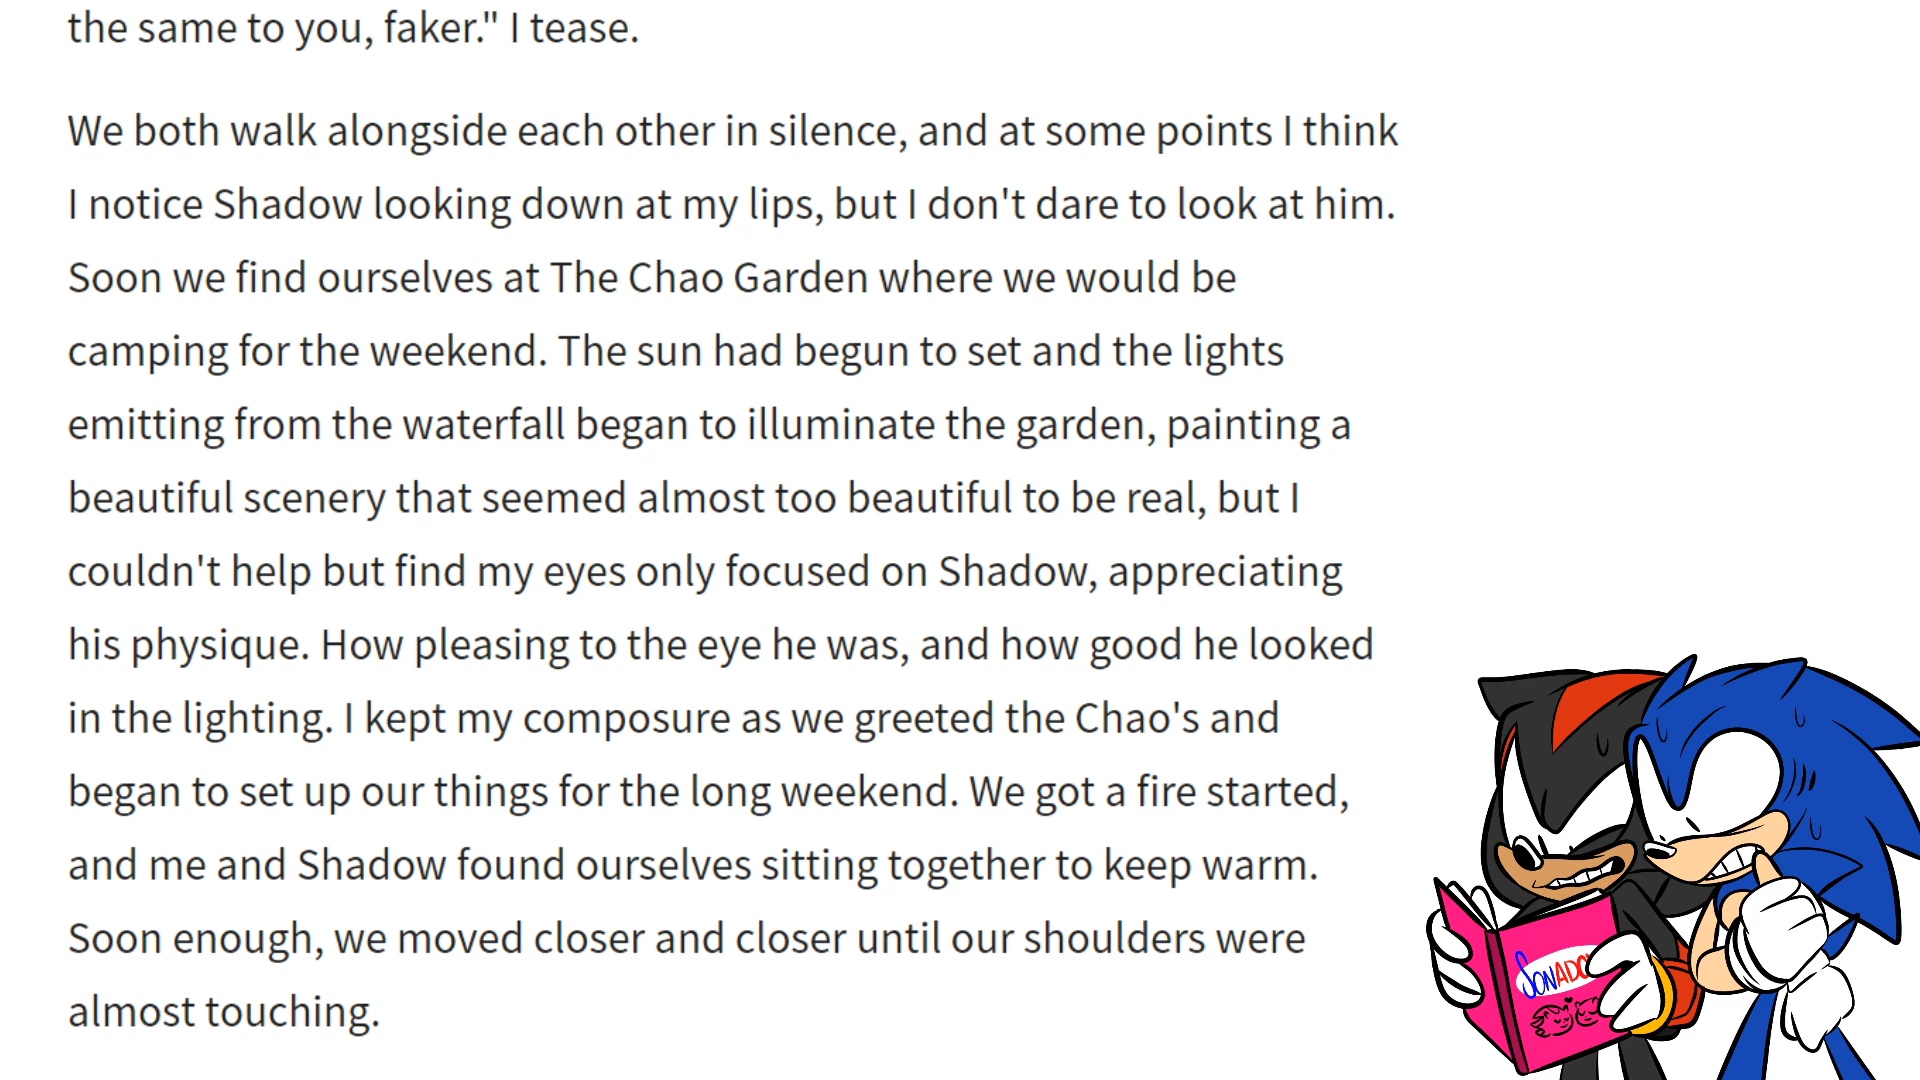 the same to you, faker." I tease.
We both walk alongside each other in silence, and at some points I think
I notice Shadow looking down at my lips, but I don't dare to look at him.
Soon we find ourselves at The Chao Garden where we would be
camping for the weekend. The sun had begun to set and the lights
emitting from the waterfall began to illuminate the garden, painting a
beautiful scenery that seemed almost too beautiful to be real, but I
couldn't help but find my eyes only focused on Shadow, appreciating
his physique. How pleasing to the eye he was, and how good he looked
in the lighting. I kept my composure as we greeted the Chao's and
began to set up our things for the long weekend. We got a fire started,
and me and Shadow found ourselves sitting together to keep warm.
Soon enough, we moved closer and closer until our shoulders were
almost touching.
SONADO